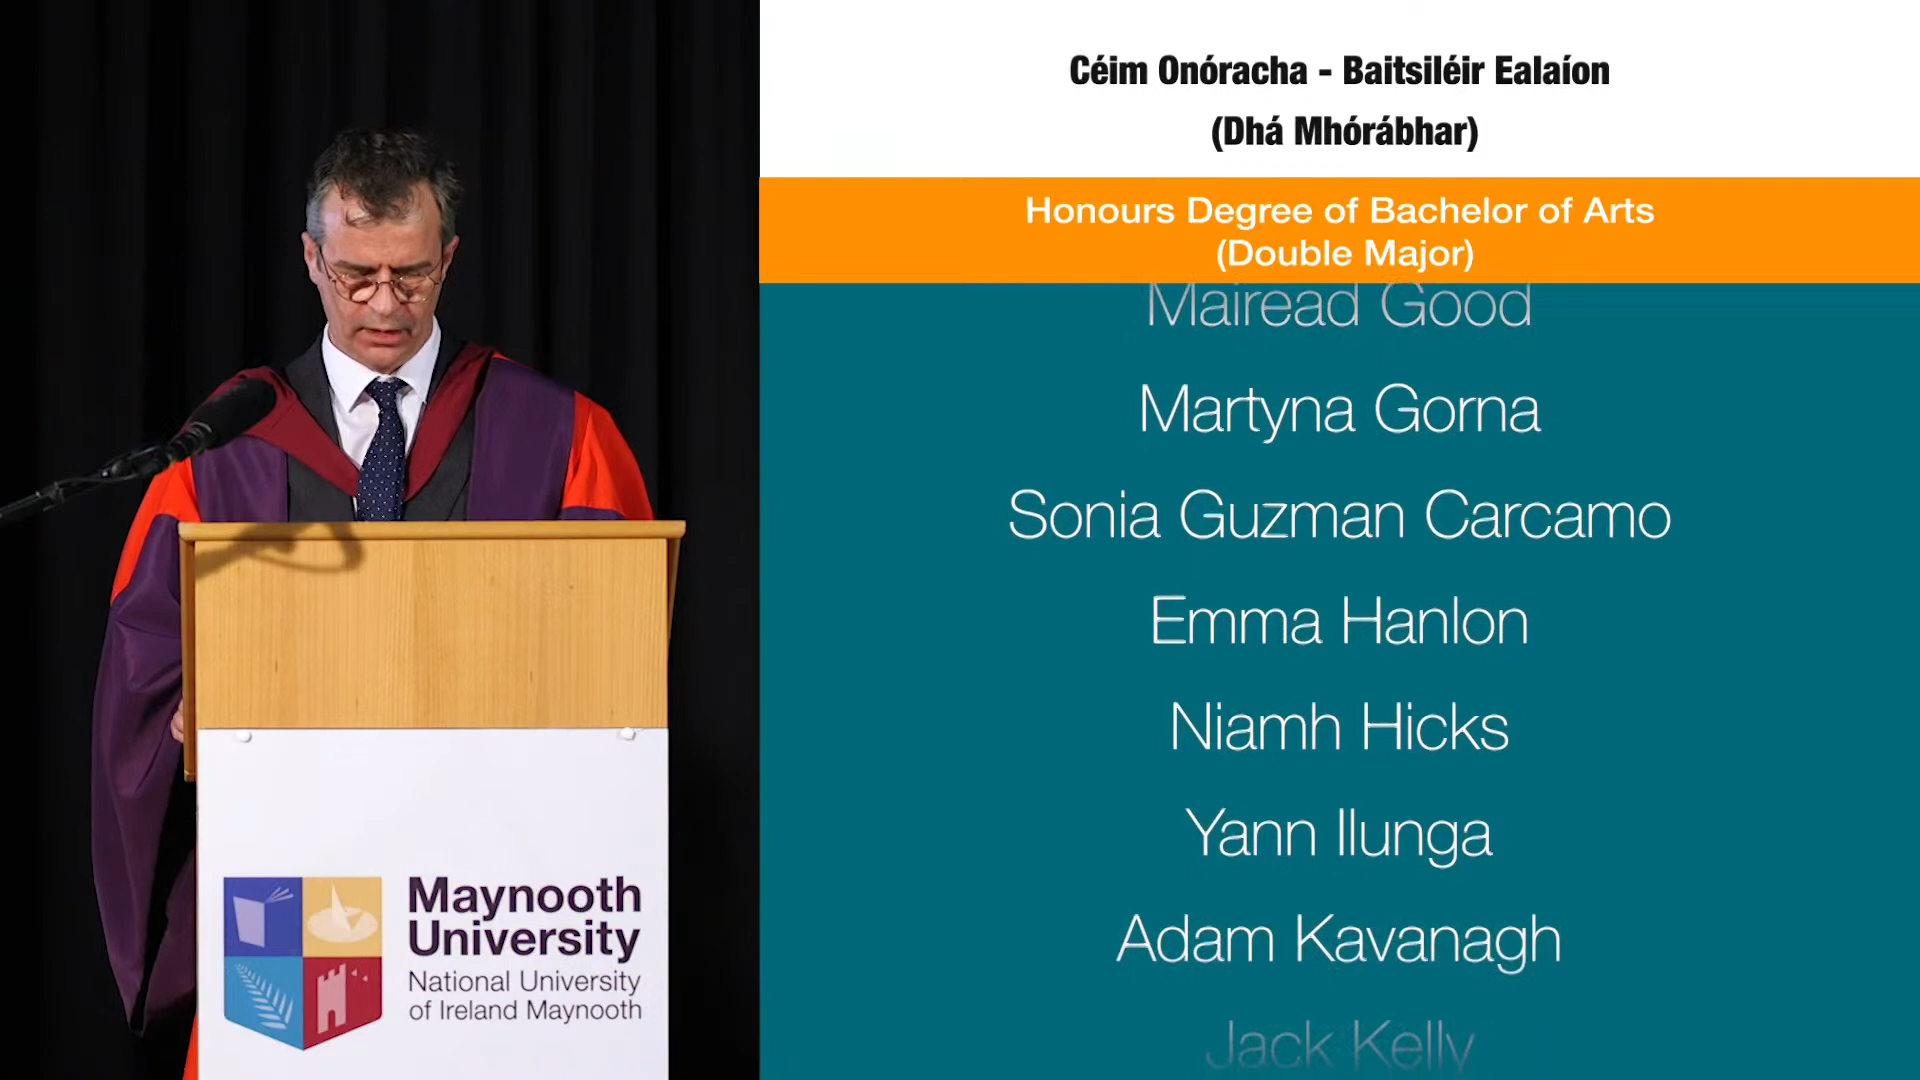 Céim Onóracha - Baitsiléir Ealaíon
(Dhá Mhórábhar)
Honours Degree of Bachelor of Arts
(Double Major)
Mairead Good
Martyna Gorna
Sonia Guzman Carcamo
Emma Hanlon
Niamh Hicks
Yann Ilunga
Adam Kavanagh
Jack Kelly
Maynooth
University
National University
of Ireland Maynooth